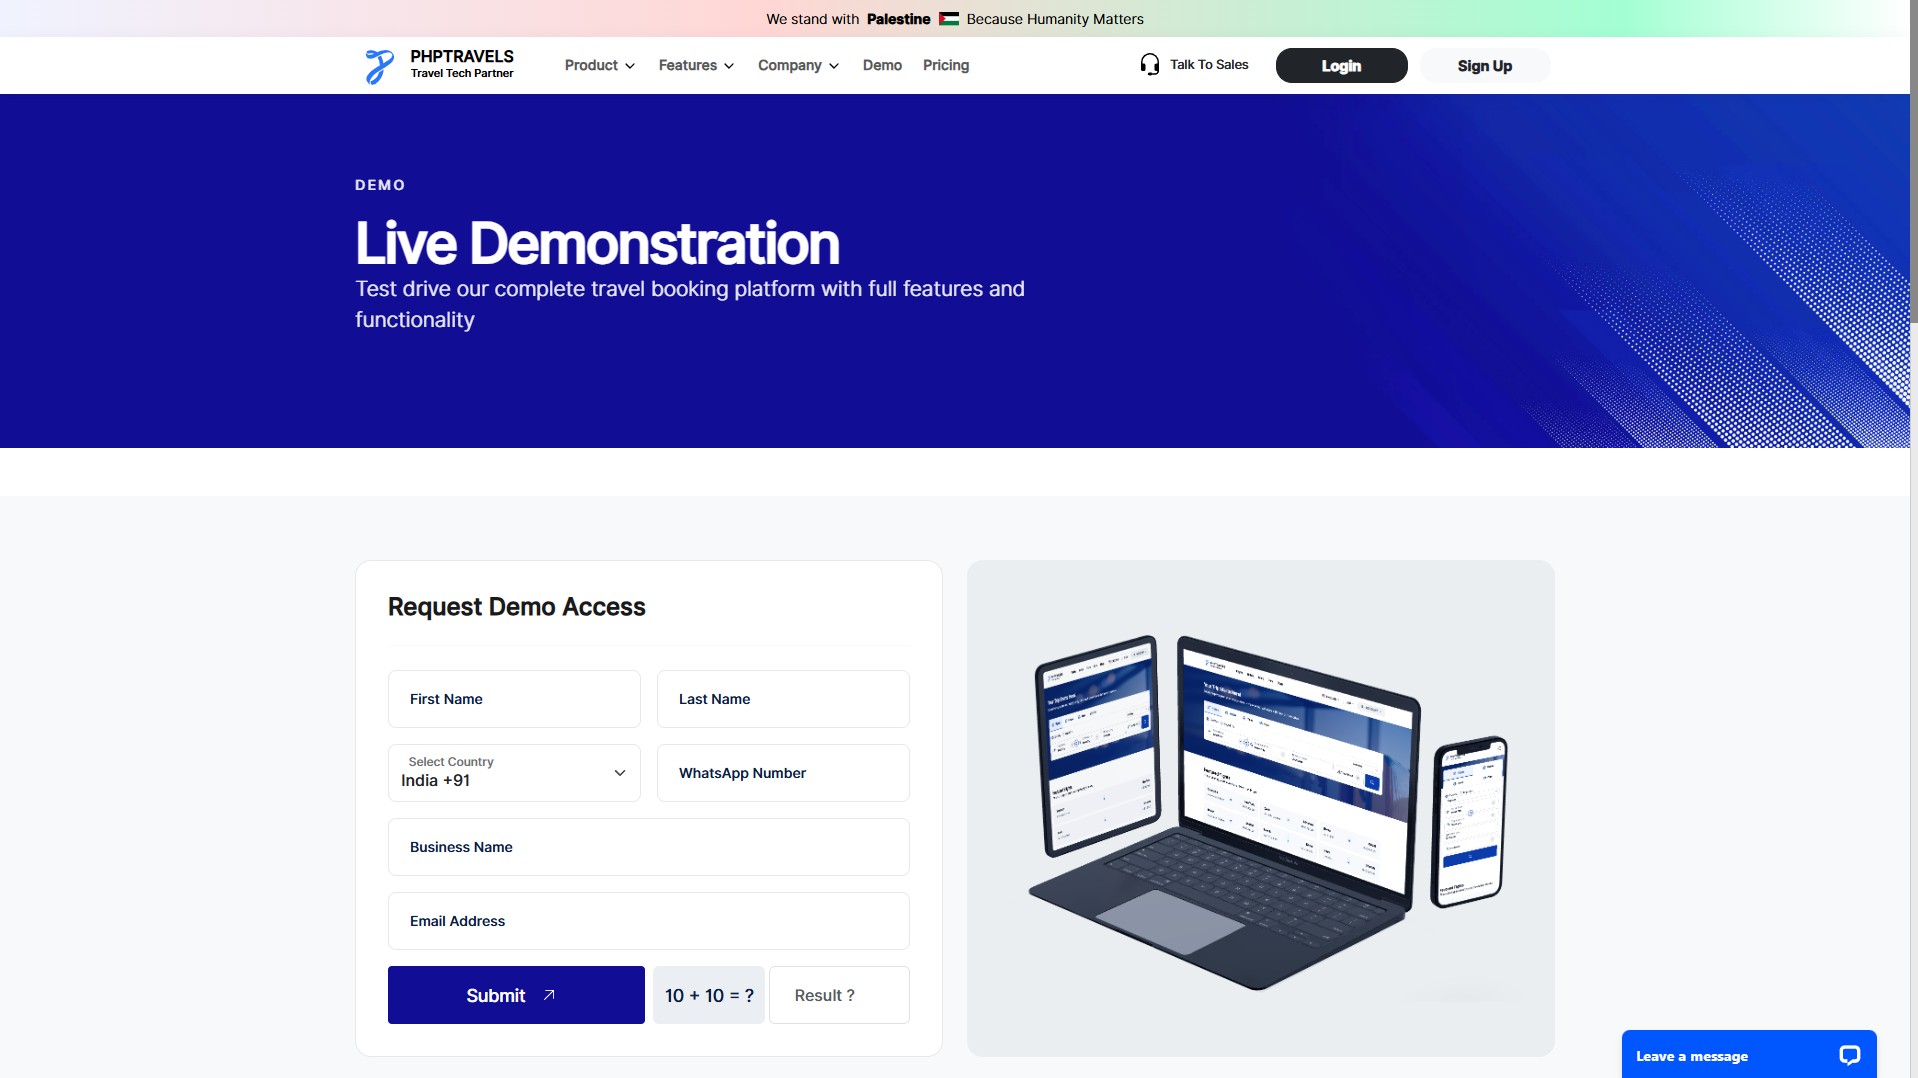 We stand with Palestine Because Humanity Matters
PHPTRAVELS
Travel Tech Partner
Product
Features
Company
Demo
Pricing
Talk To Sales
Login
Sign Up
DEMO
Live Demonstration
Test drive our complete travel booking platform with full features and
functionality
Request Demo Access
First Name
Last Name
Select Country
India +91
WhatsApp Number
Business Name
Email Address
Submit
10 + 10 = ?
Result ?
Leave a message